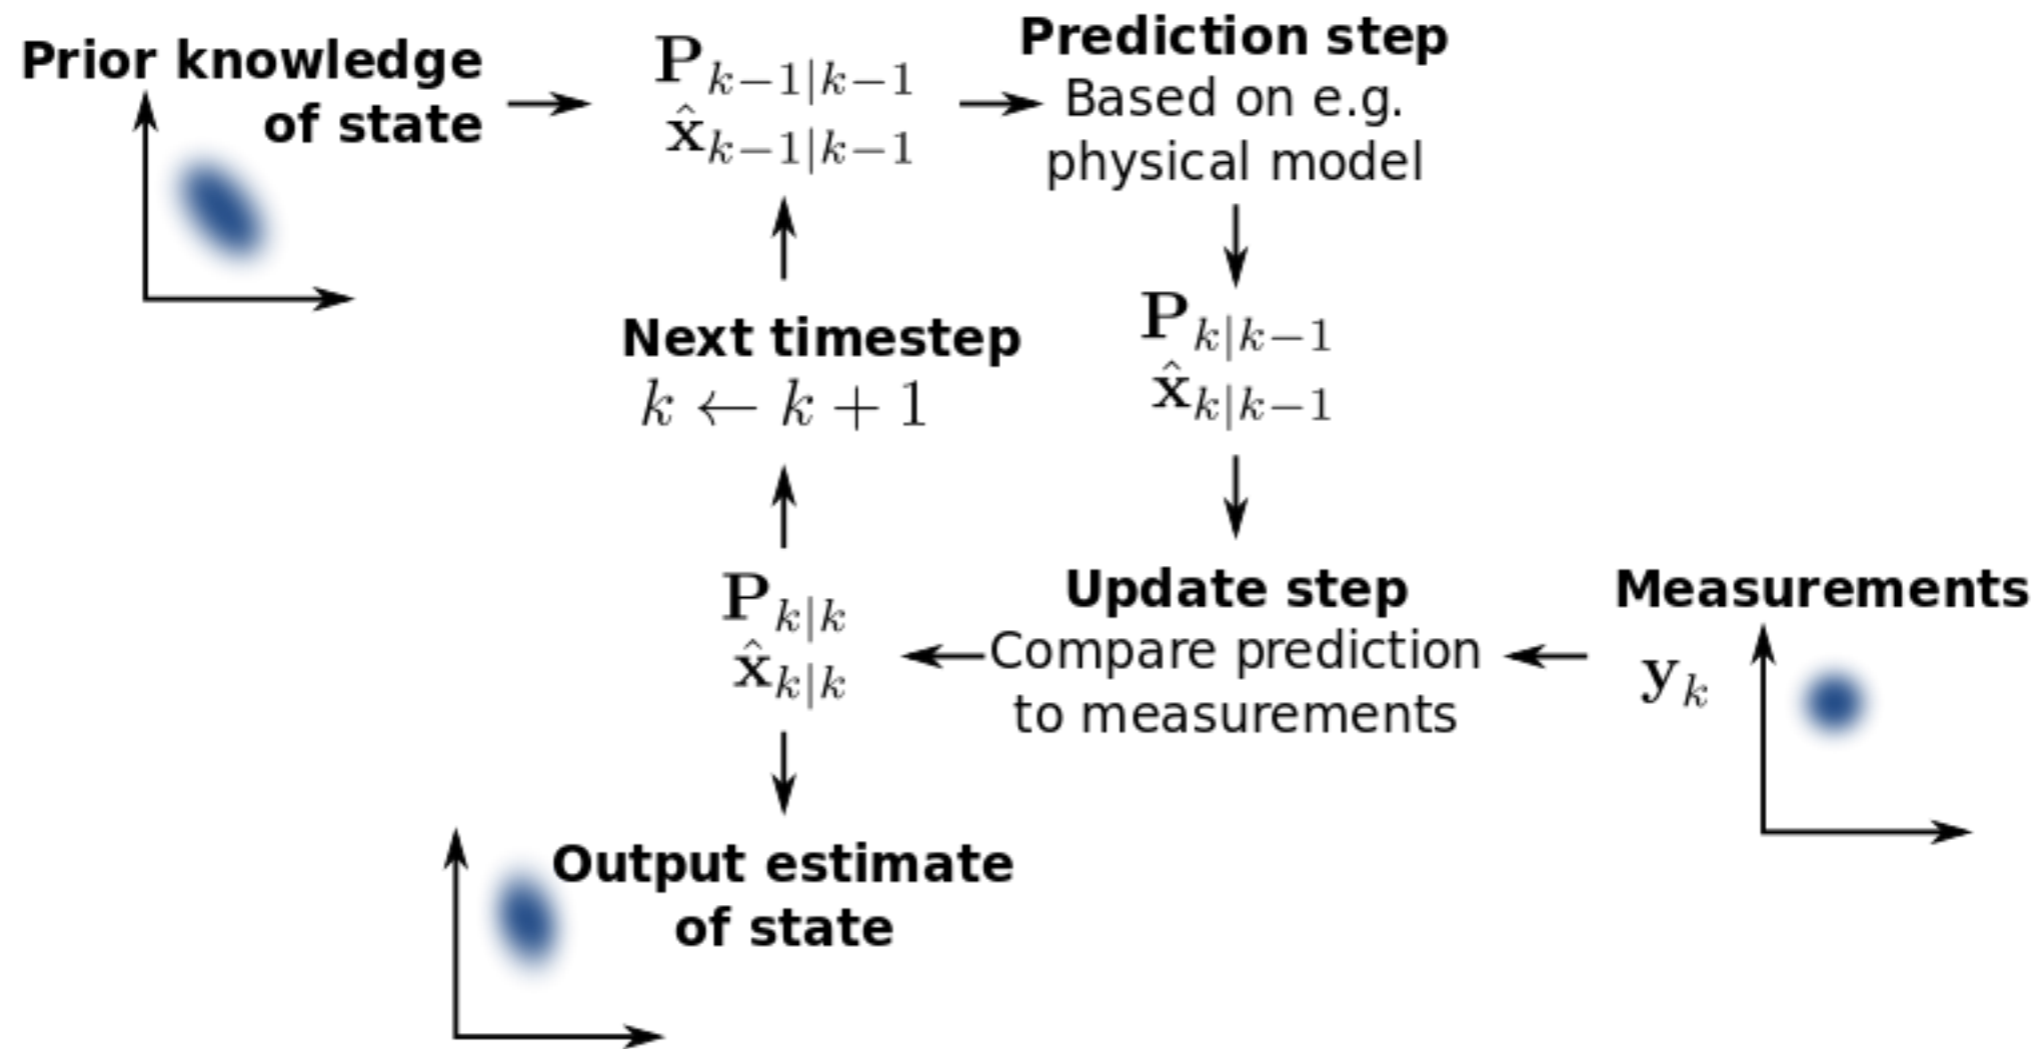 Prior knowledge
of state
𝐏_{k−1|k−1}
x̂_{k−1|k−1}
Prediction step
Based on e.g.
physical model
𝐏_{k|k−1}
x̂_{k|k−1}
Next timestep
k ← k + 1
Update step
Compare prediction
to measurements
Measurements
y_k
𝐏_{k|k}
x̂_{k|k}
Output estimate
of state